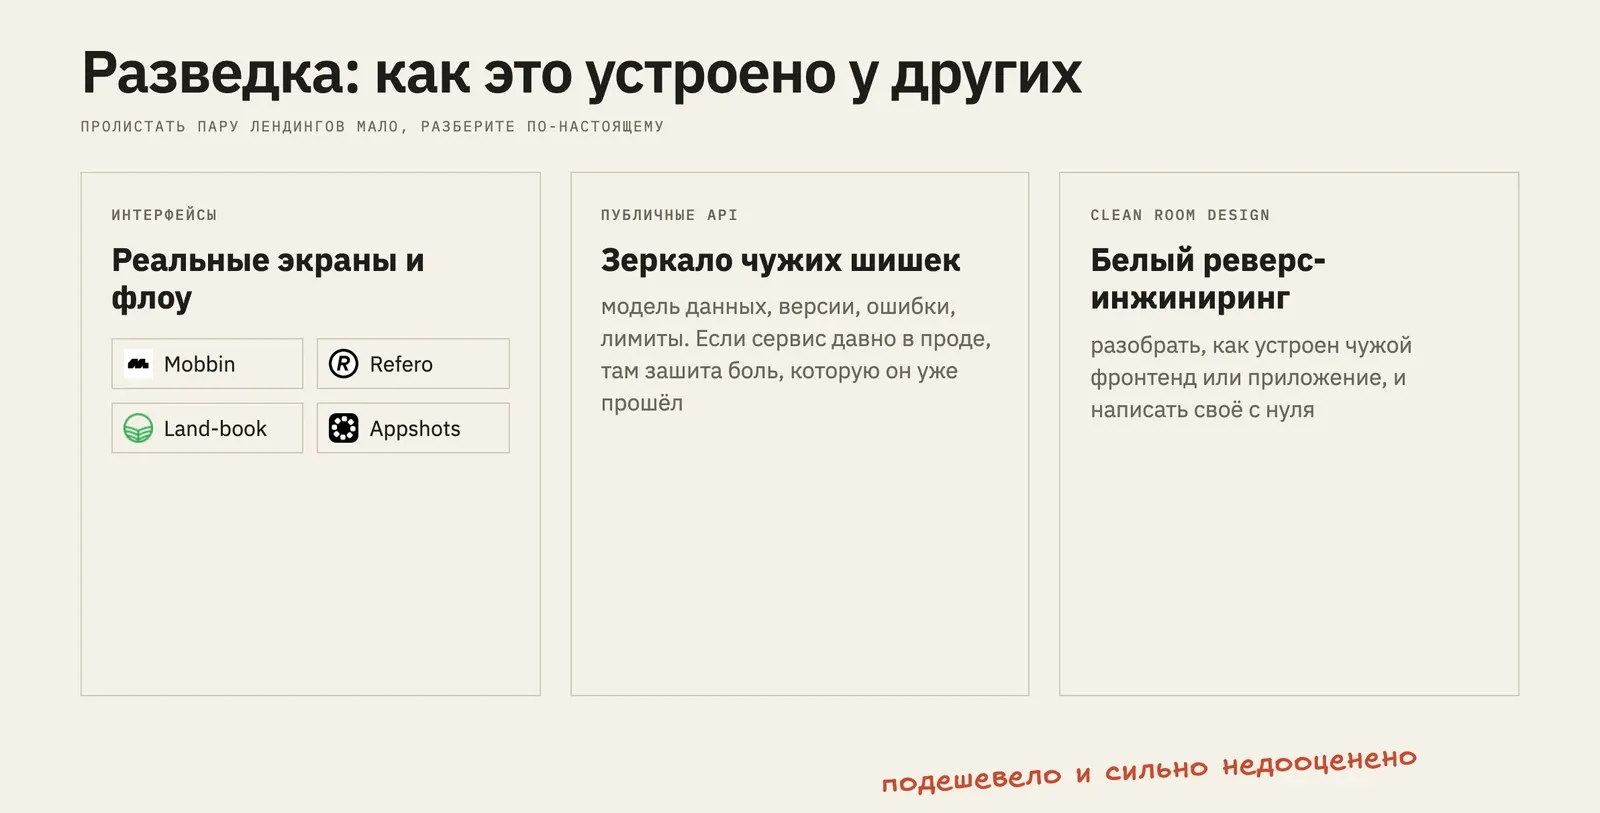 Разведка: как это устроено у других
ПРОЛИСТАТЬ ПАРУ ЛЕНДИНГОВ МАЛО, РАЗБЕРИТЕ ПО-НАСТОЯЩЕМУ
ИНТЕРФЕЙСЫ
Реальные экраны и
флоу
Mobbin
Refero
Land-book
Appshots
ПУБЛИЧНЫЕ API
Зеркало чужих шишек
модель данных, версии, ошибки,
лимиты. Если сервис давно в проде,
там зашита боль, которую он уже
прошёл
CLEAN ROOM DESIGN
Белый реверс-
инжиниринг
разобрать, как устроен чужой
фронтенд или приложение, и
написать своё с нуля
подешевело и сильно недооценено